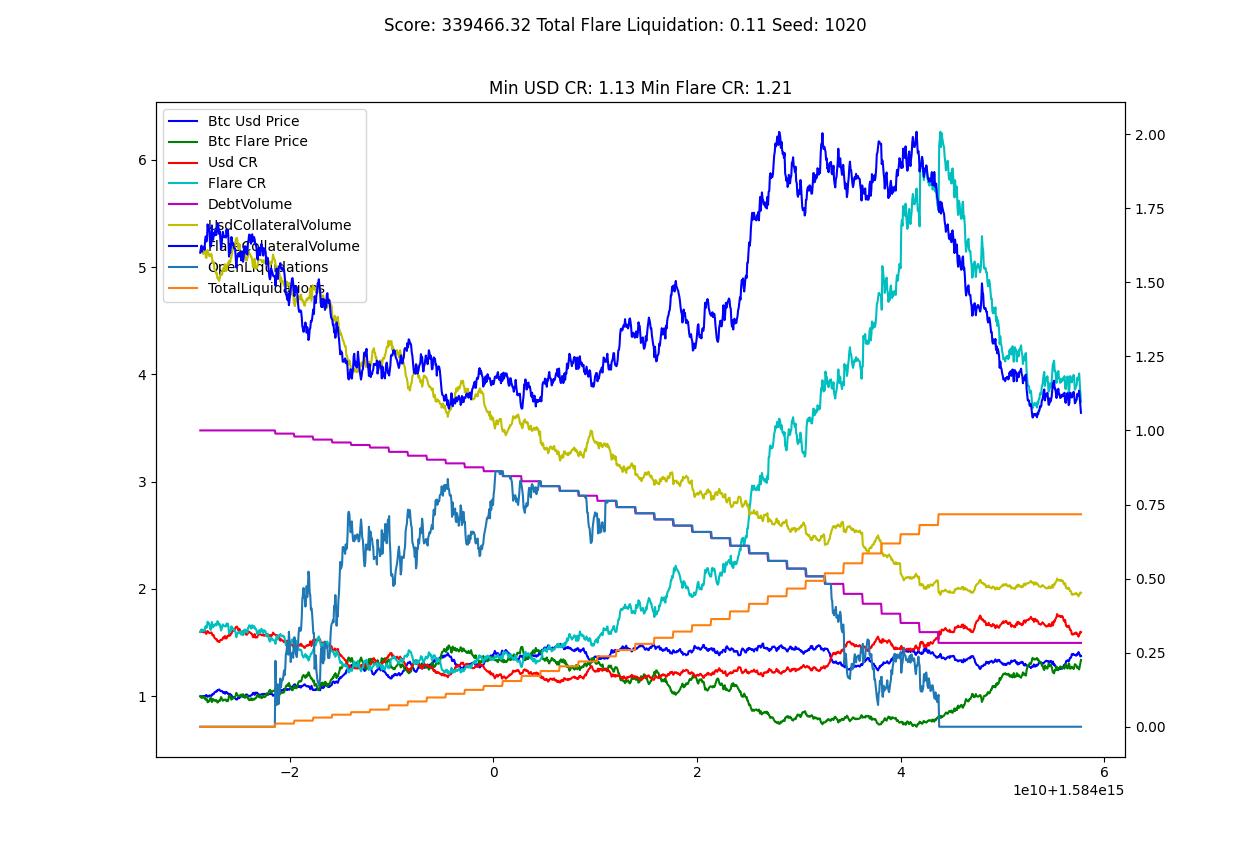 Score: 339466.32 Total Flare Liquidation: 0.11 Seed: 1020
Min USD CR: 1.13 Min Flare CR: 1.21
Btc Usd Price
Btc Flare Price
Usd CR
Flare CR
DebtVolume
UsdCollateralVolume
FlareCollateralVolume
OpenLiquidations
TotalLiquidations
6
5
4
3
2
1
2.00
1.75
1.50
1.25
1.00
0.75
0.50
0.25
0.00
−2
0
2
4
6
1e10+1.584e15